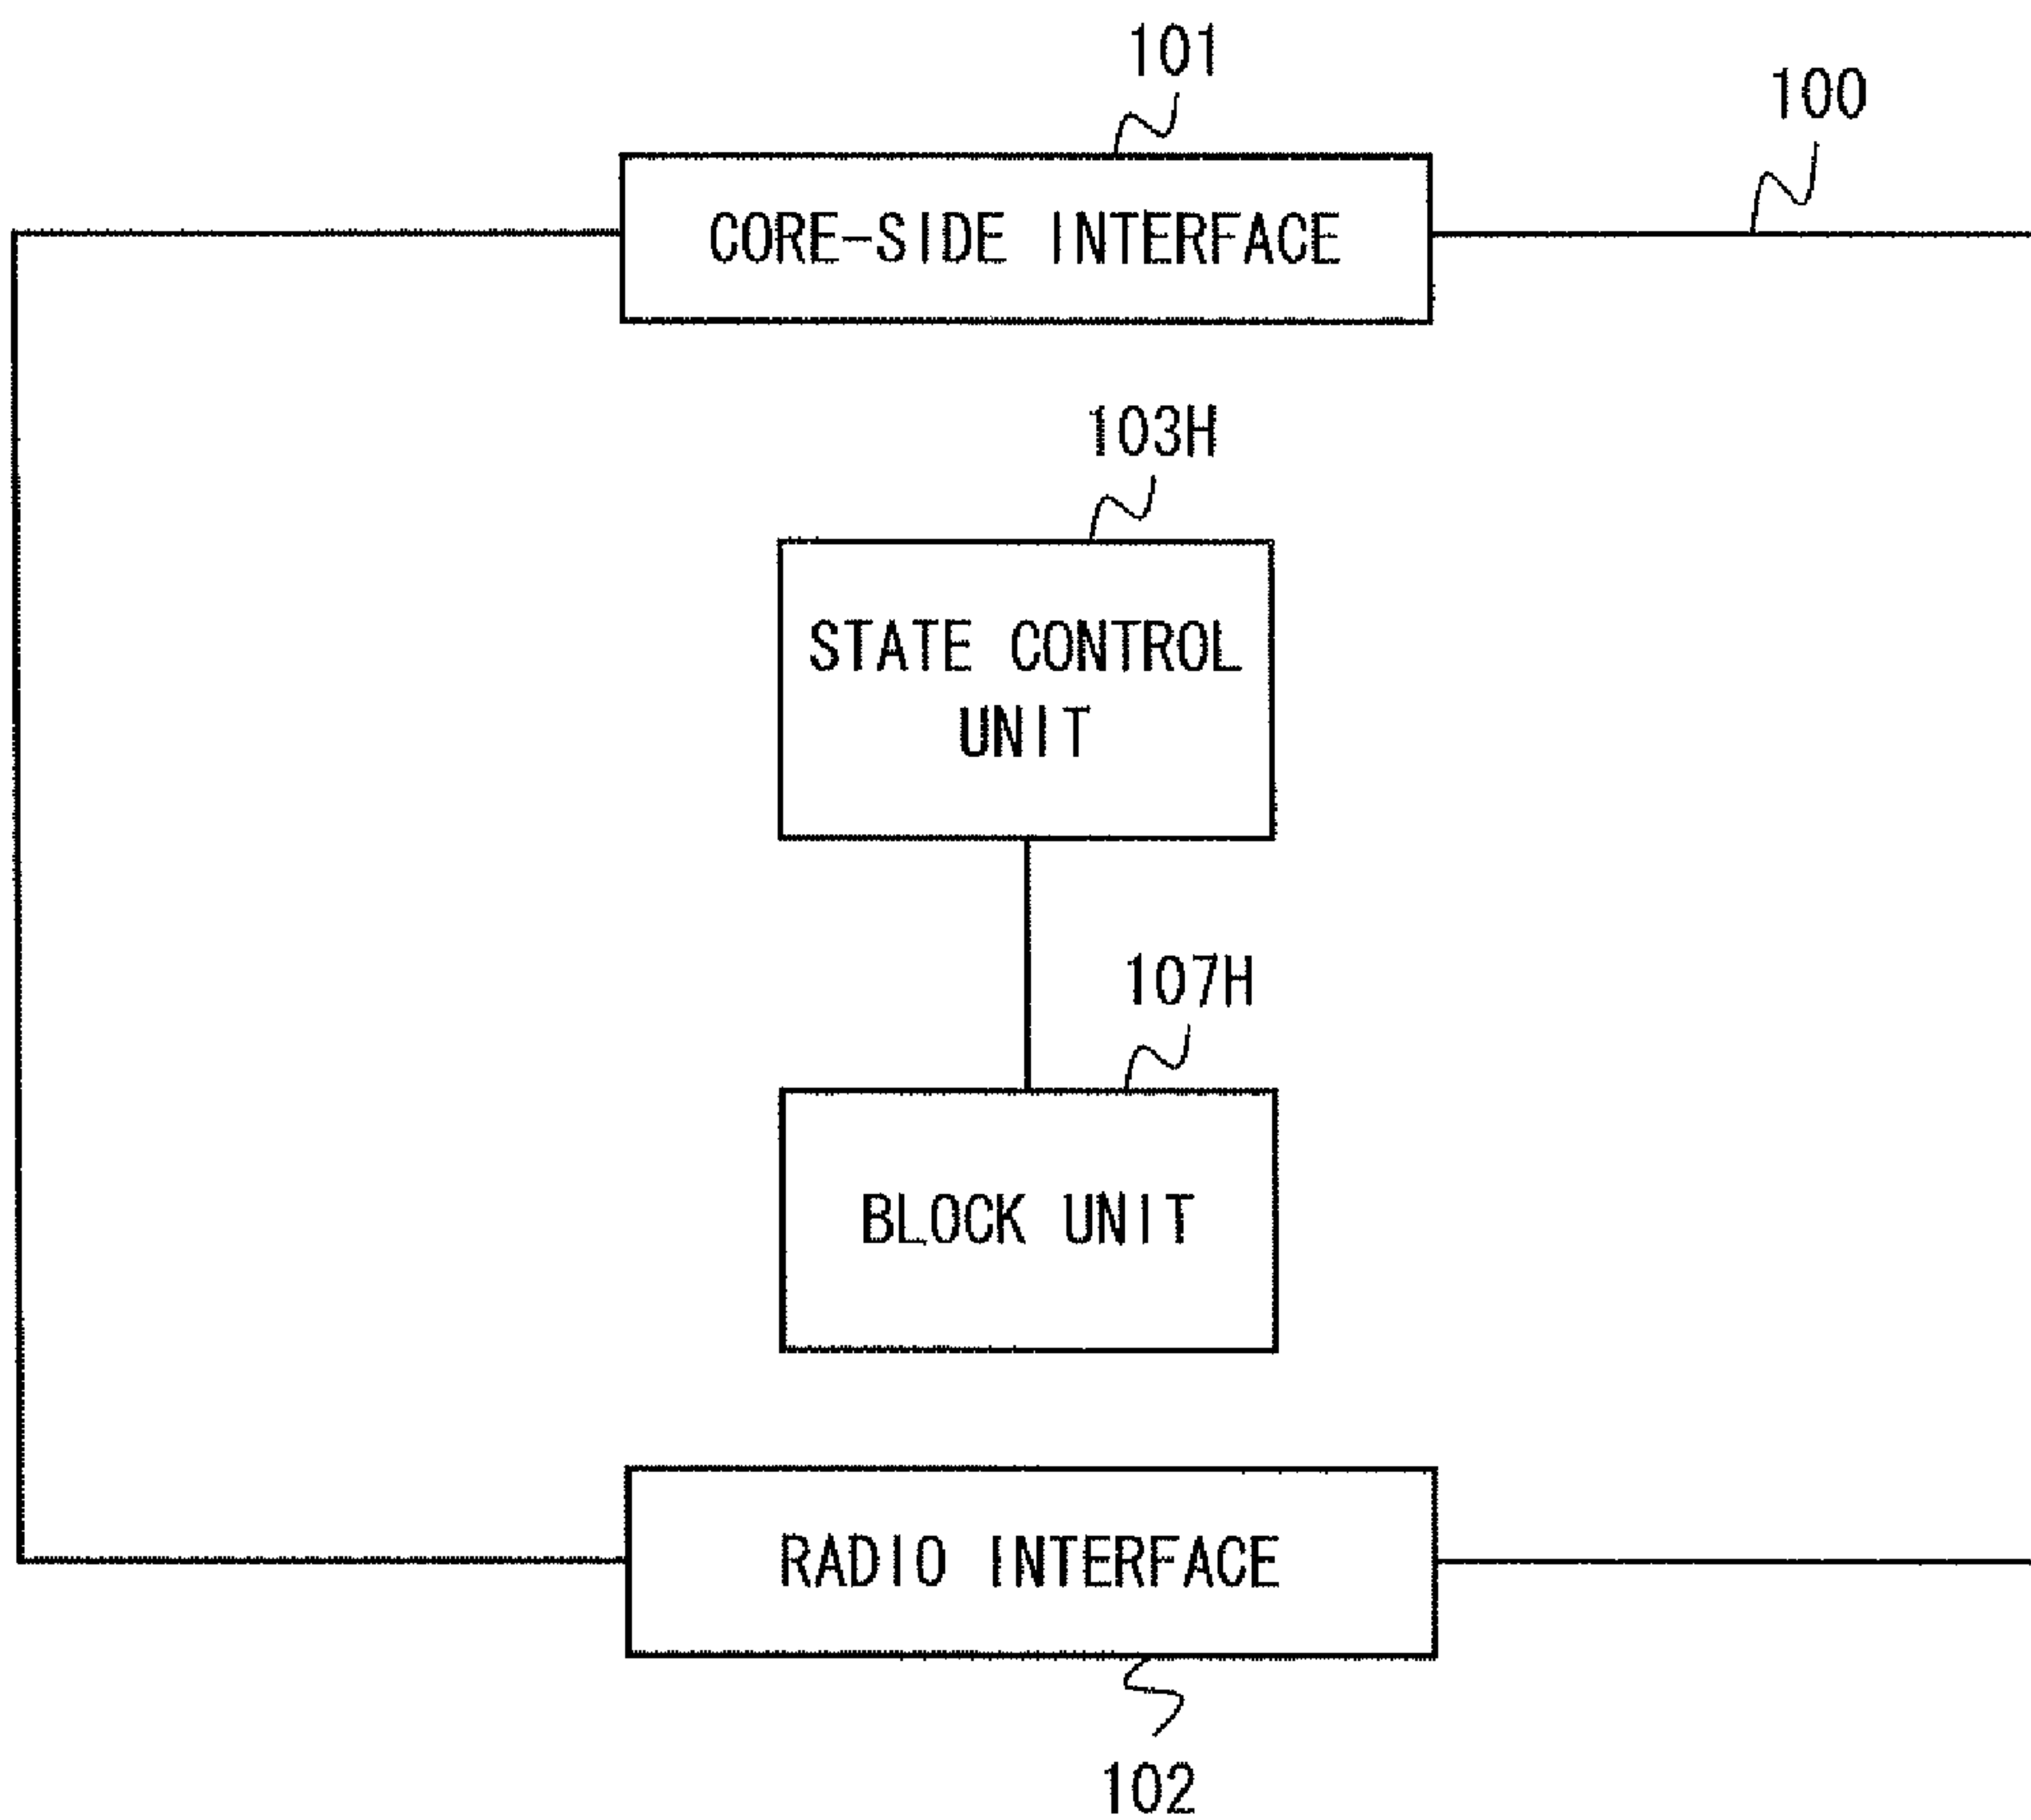 101
100
CORE-SIDE INTERFACE
103H
STATE CONTROL
UNIT
107H
BLOCK UNIT
RADIO INTERFACE
102